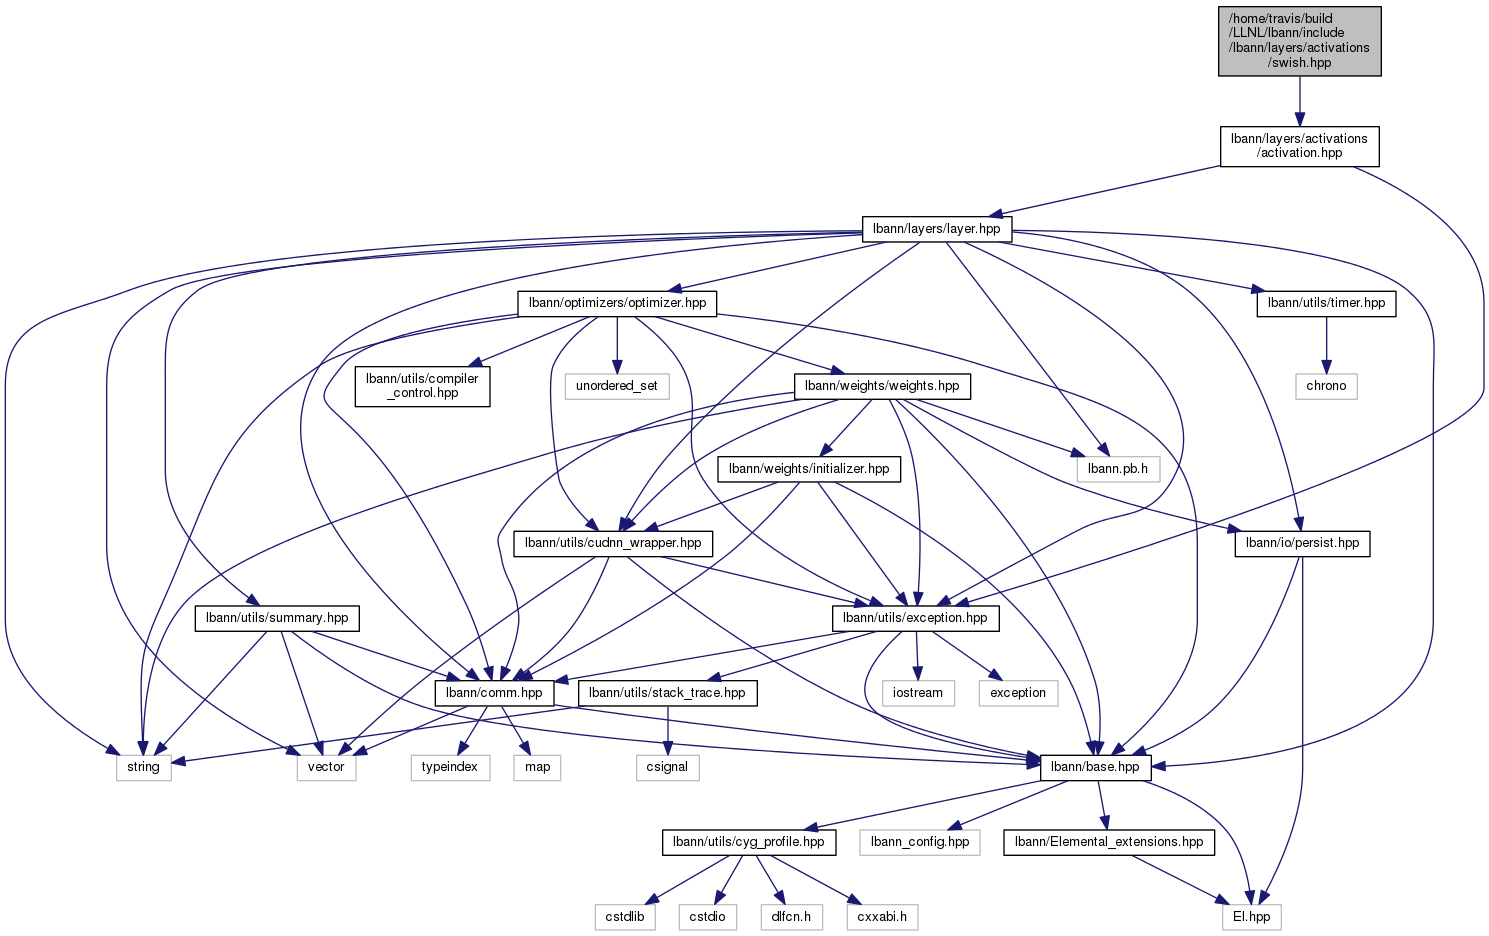 /home/travis/build
/LLNL/lbann/include
/lbann/layers/activations
/swish.hpp
lbann/layers/activations
/activation.hpp
lbann/layers/layer.hpp
lbann/optimizers/optimizer.hpp
lbann/utils/timer.hpp
lbann/utils/compiler
_control.hpp
unordered_set
lbann/weights/weights.hpp
chrono
lbann/weights/initializer.hpp
lbann.pb.h
lbann/utils/cudnn_wrapper.hpp
lbann/io/persist.hpp
lbann/utils/summary.hpp
lbann/utils/exception.hpp
lbann/comm.hpp
lbann/utils/stack_trace.hpp
iostream
exception
string
vector
typeindex
map
csignal
lbann/base.hpp
lbann/utils/cyg_profile.hpp
lbann_config.hpp
lbann/Elemental_extensions.hpp
cstdlib
cstdio
dlfcn.h
cxxabi.h
El.hpp